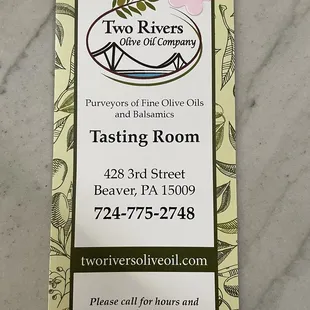 Two Rivers
Olive Oil Company
Purveyors of Fine Olive Oils
and Balsamics
Tasting Room
428 3rd Street
Beaver, PA 15009
724-775-2748
tworiversoliveoil.com
Please call for hours and